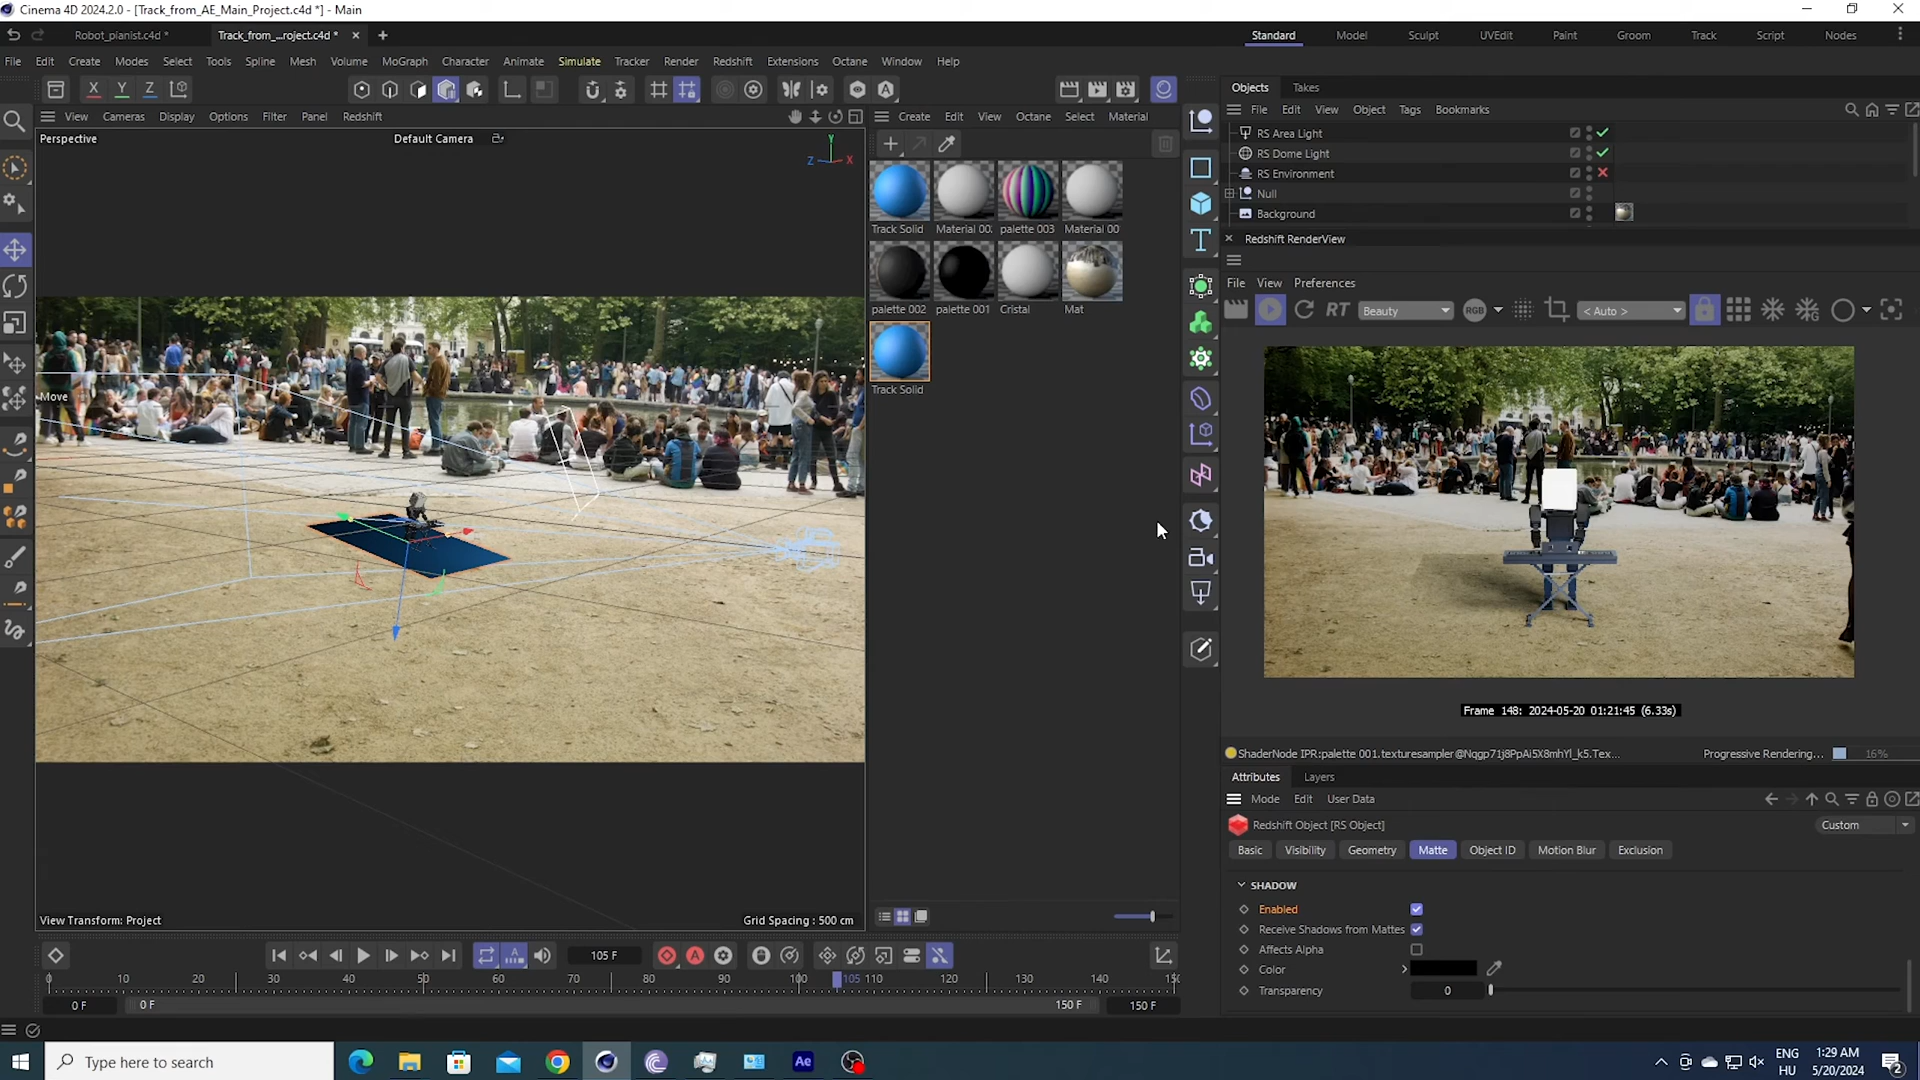 Cinema 4D 2024.2.0 - [Track_from_AE_Main_Project.c4d *] - Main
Robot_pianist.c4d *
Track_from_...roject.c4d *
Standard Model Sculpt UVEdit Paint Groom Track Script Nodes
File Edit Create Modes Select Tools Spline Mesh Volume MoGraph Character Animate Simulate Tracker Render Redshift Extensions Octane Window Help
X Y Z
Objects Takes
File Edit View Object Tags Bookmarks
View Cameras Display Options Filter Panel Redshift
Create Edit View Octane Select Material
Perspective
Default Camera
Y
Z X
RS Area Light
RS Dome Light
RS Environment
Null
Background
Track Solid
palette 003
palette 002
palette 001
Cristal
Mat
Track Solid
Move
Redshift RenderView
File View Preferences
RT Beauty RGB < Auto >
Frame 148: 2024-05-20 01:21:45 (6.33s)
Progressive Rendering... 16%
Attributes Layers
Mode Edit User Data
Redshift Object [RS Object]
Custom
Basic Visibility Geometry Matte Object ID Motion Blur Exclusion
SHADOW
Enabled
Receive Shadows from Mattes
Affects Alpha
Color
Transparency 0
View Transform: Project
Grid Spacing : 500 cm
105 F
0 10 20 30 40 50 60 70 80 90 100 105 110 120 130 140
0 F 0 F 150 F 150 F
Type here to search
Ae
ENG
HU
1:29 AM
5/20/2024
2